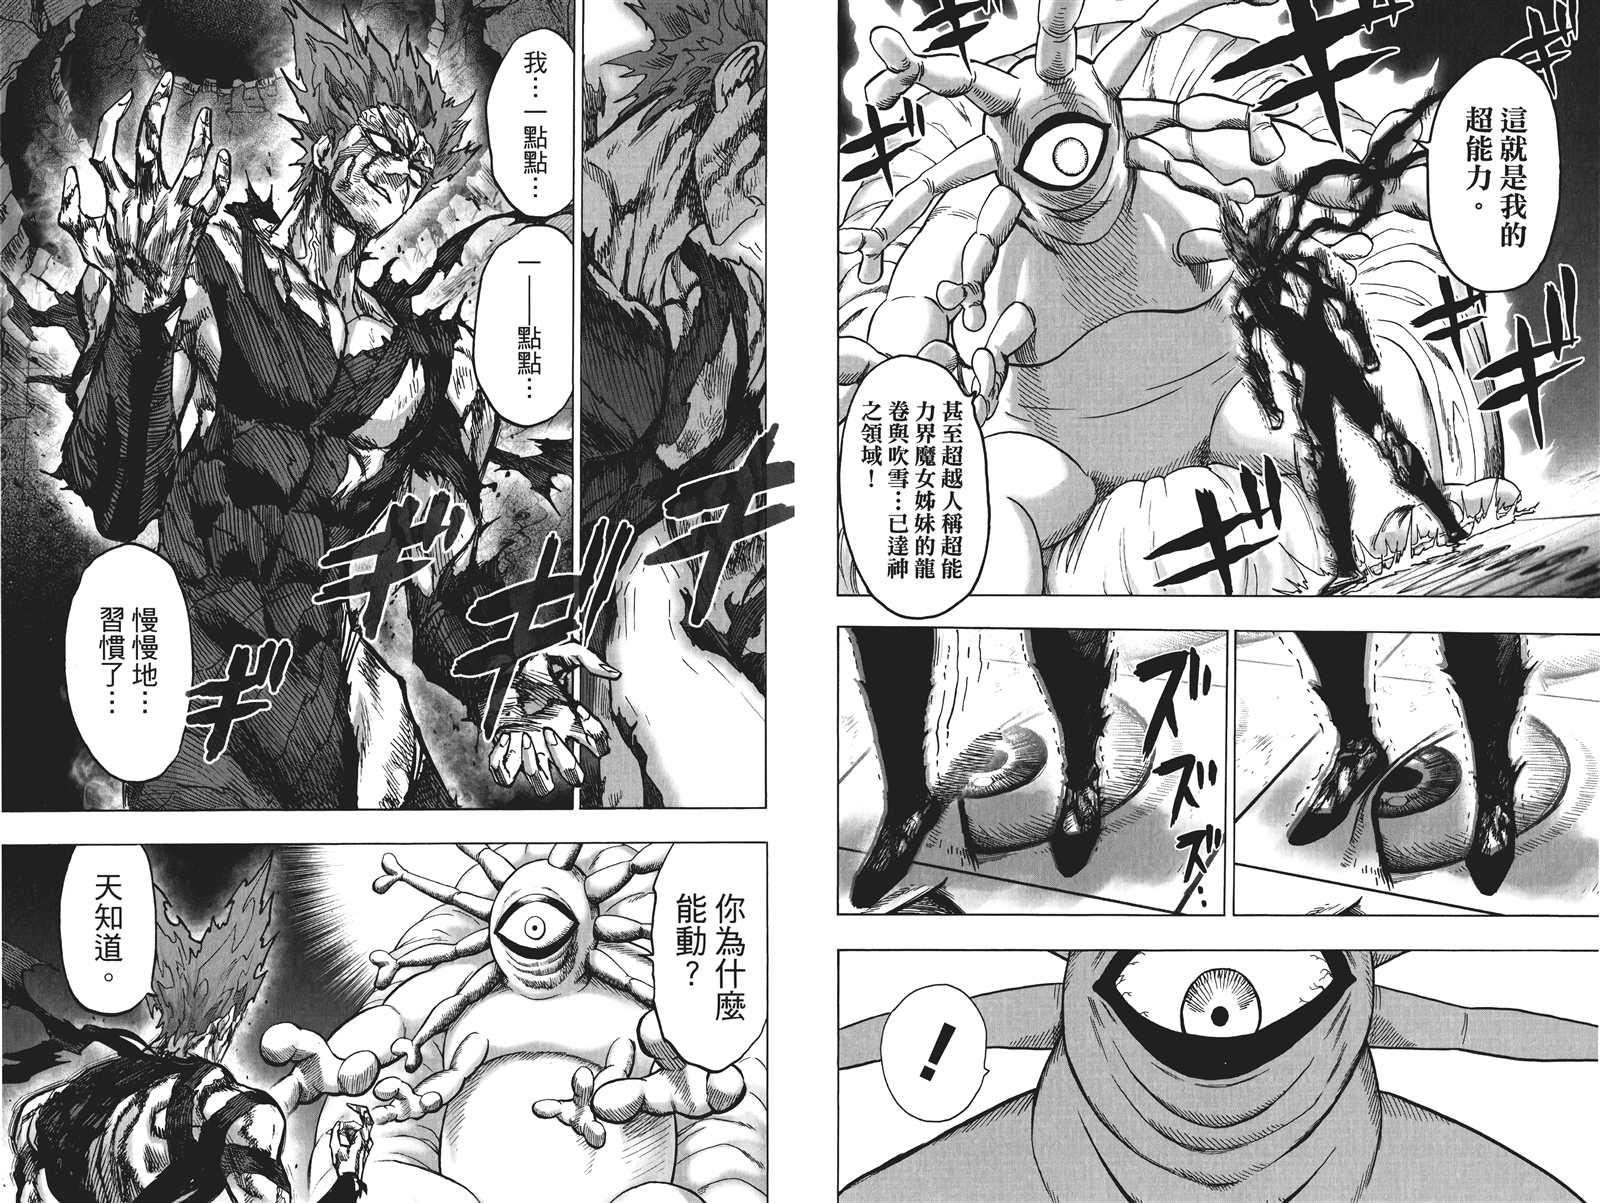 這就是我的
超能力。
甚至超越人稱超能
力界魔女姊妹的龍
卷與吹雪…已達神
之領域！
ギ
ギ
ギ
ギ
ギ
ギ
ズ
ズ
ズ…
！
我…一點點…
一——點點…
慢慢地…
習慣了…
ギ
ギ
ギ
ギ
你為什麼
能動？
天知道。